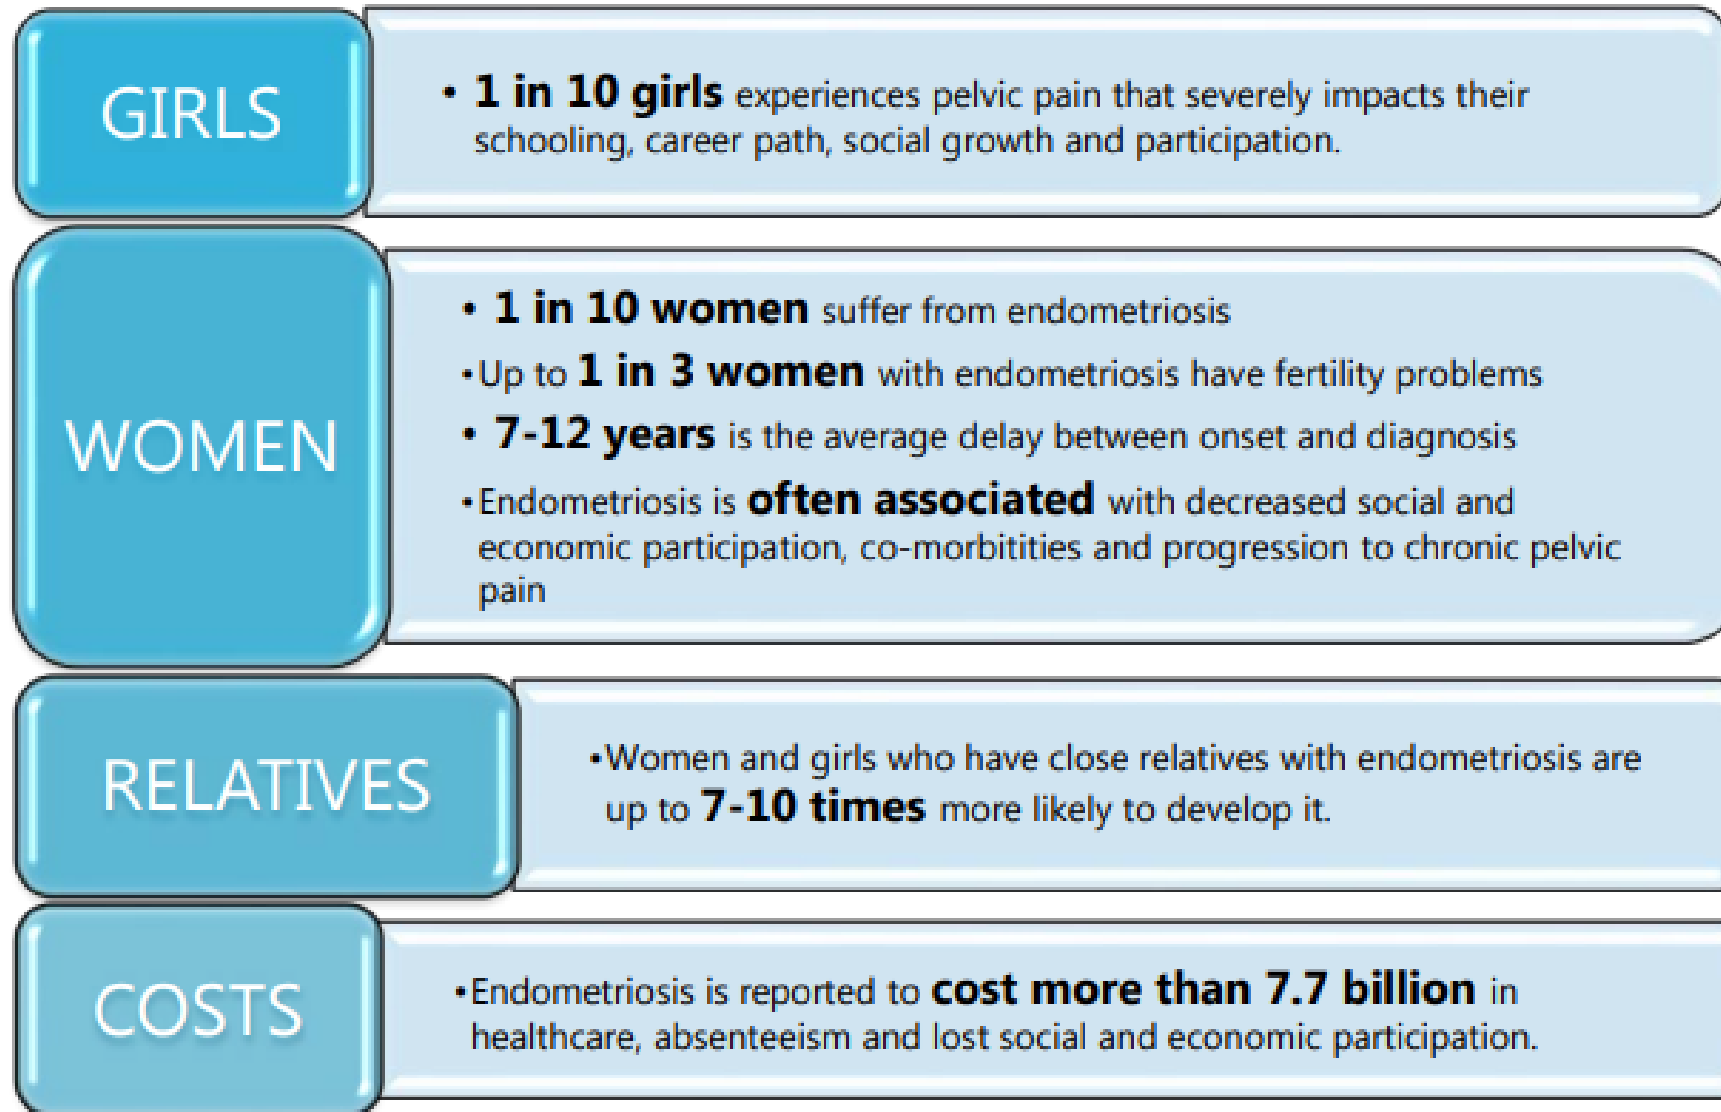 GIRLS
• 1 in 10 girls experiences pelvic pain that severely impacts their
schooling, career path, social growth and participation.
WOMEN
• 1 in 10 women suffer from endometriosis
•Up to 1 in 3 women with endometriosis have fertility problems
• 7-12 years is the average delay between onset and diagnosis
•Endometriosis is often associated with decreased social and
economic participation, co-morbitities and progression to chronic pelvic
pain
RELATIVES
•Women and girls who have close relatives with endometriosis are
up to 7-10 times more likely to develop it.
COSTS
•Endometriosis is reported to cost more than 7.7 billion in
healthcare, absenteeism and lost social and economic participation.